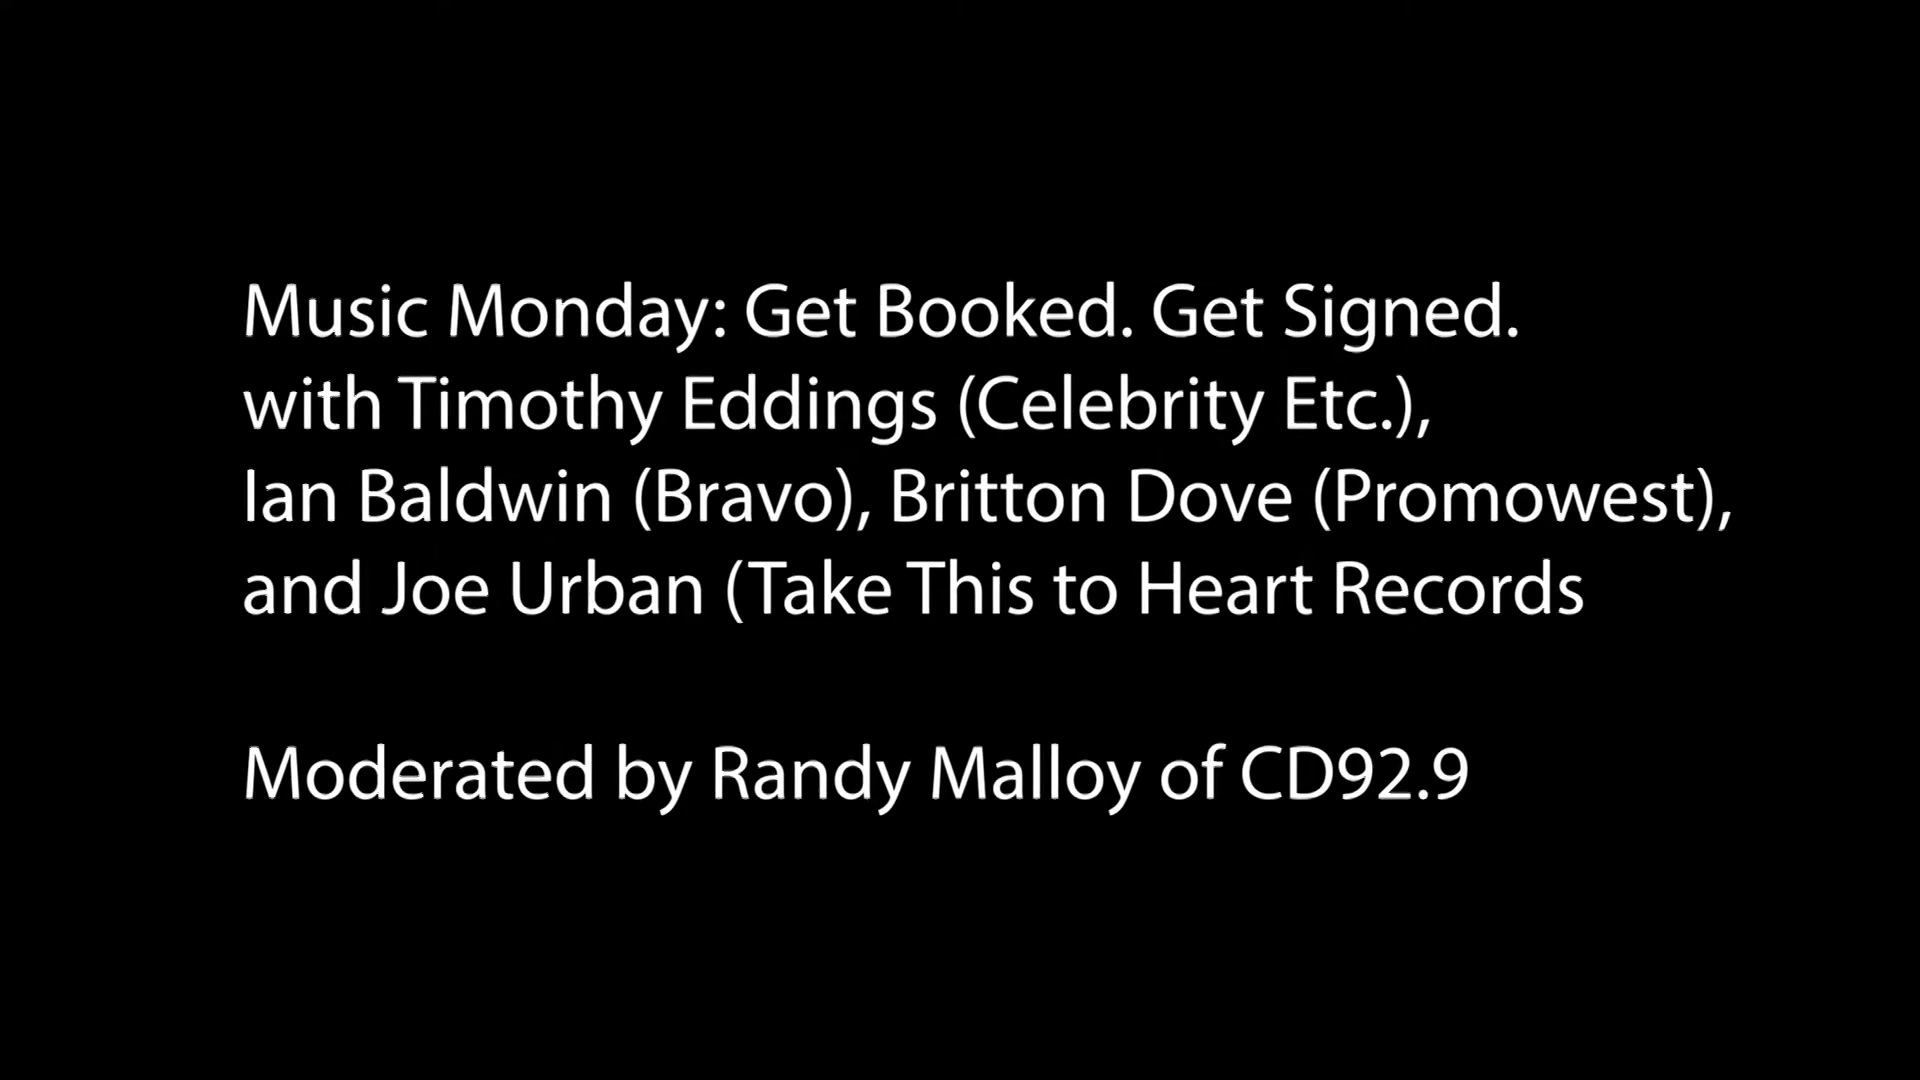 Music Monday: Get Booked. Get Signed.
with Timothy Eddings (Celebrity Etc.),
Ian Baldwin (Bravo), Britton Dove (Promowest),
and Joe Urban (Take This to Heart Records
Moderated by Randy Malloy of CD92.9